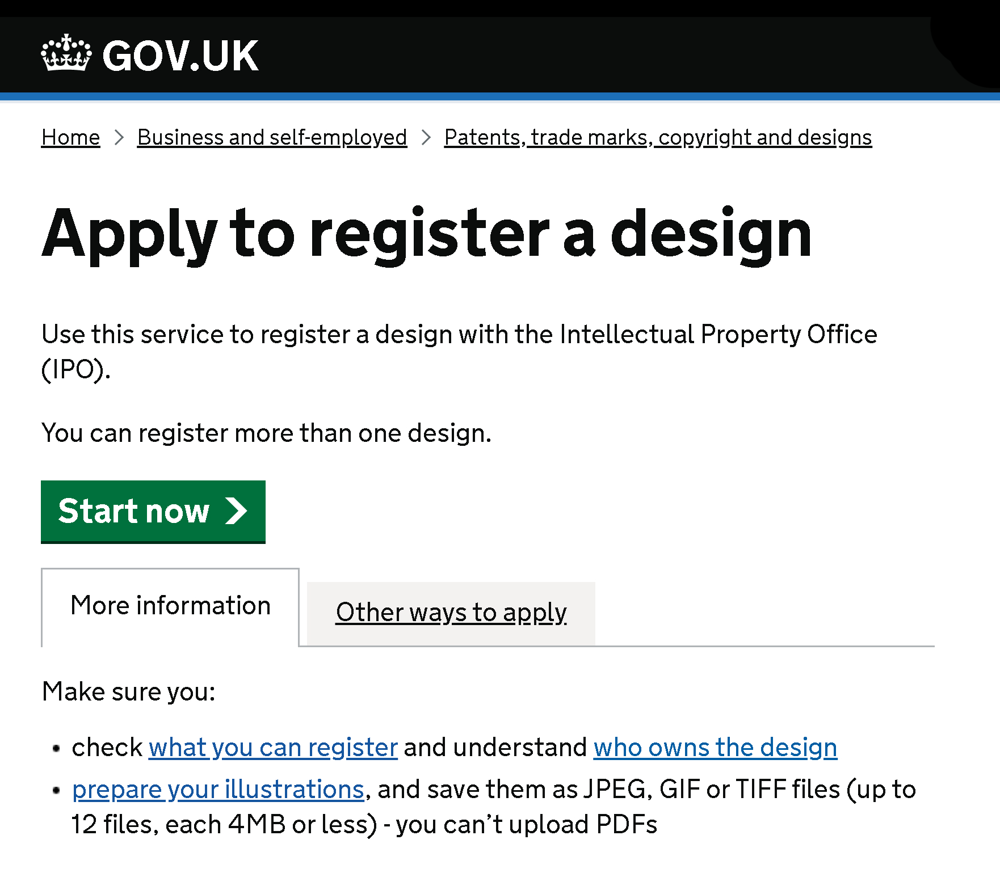 GOV.UK
Home > Business and self-employed > Patents, trade marks, copyright and designs
Apply to register a design
Use this service to register a design with the Intellectual Property Office
(IPO).
You can register more than one design.
Start now
More information
Other ways to apply
Make sure you:
• check what you can register and understand who owns the design
• prepare your illustrations, and save them as JPEG, GIF or TIFF files (up to
12 files, each 4MB or less) - you can’t upload PDFs